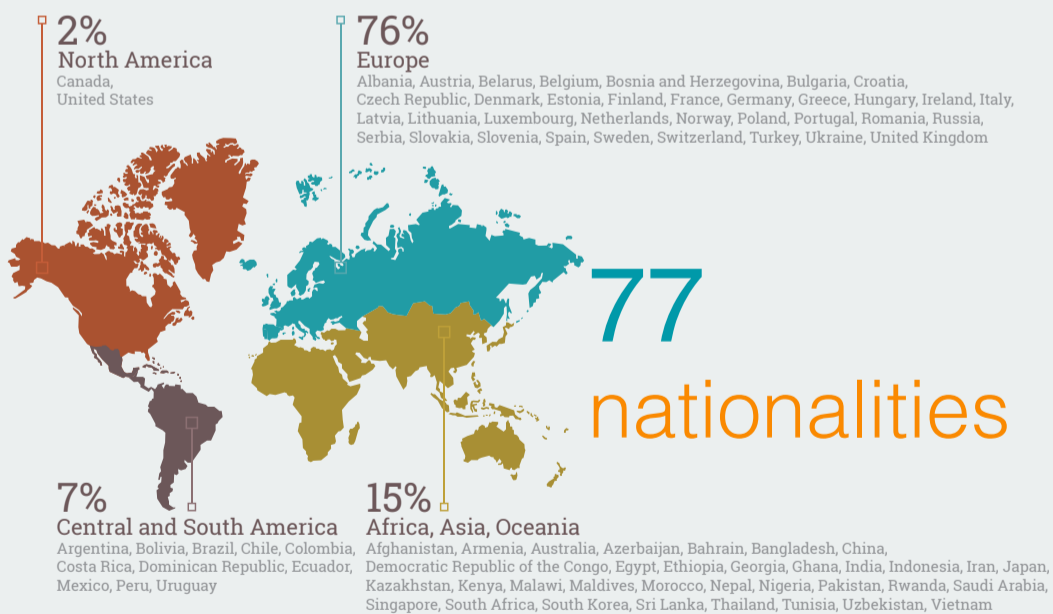 2%
North America
Canada,
United States
76%
Europe
Albania, Austria, Belarus, Belgium, Bosnia and Herzegovina, Bulgaria, Croatia,
Czech Republic, Denmark, Estonia, Finland, France, Germany, Greece, Hungary, Ireland, Italy,
Latvia, Lithuania, Luxembourg, Netherlands, Norway, Poland, Portugal, Romania, Russia,
Serbia, Slovakia, Slovenia, Spain, Sweden, Switzerland, Turkey, Ukraine, United Kingdom
77
nationalities
7%
Central and South America
Argentina, Bolivia, Brazil, Chile, Colombia,
Costa Rica, Dominican Republic, Ecuador,
Mexico, Peru, Uruguay
15%
Africa, Asia, Oceania
Afghanistan, Armenia, Australia, Azerbaijan, Bahrain, Bangladesh, China,
Democratic Republic of the Congo, Egypt, Ethiopia, Georgia, Ghana, India, Indonesia, Iran, Japan,
Kazakhstan, Kenya, Malawi, Maldives, Morocco, Nepal, Nigeria, Pakistan, Rwanda, Saudi Arabia,
Singapore, South Africa, South Korea, Sri Lanka, Thailand, Tunisia, Uzbekistan, Vietnam